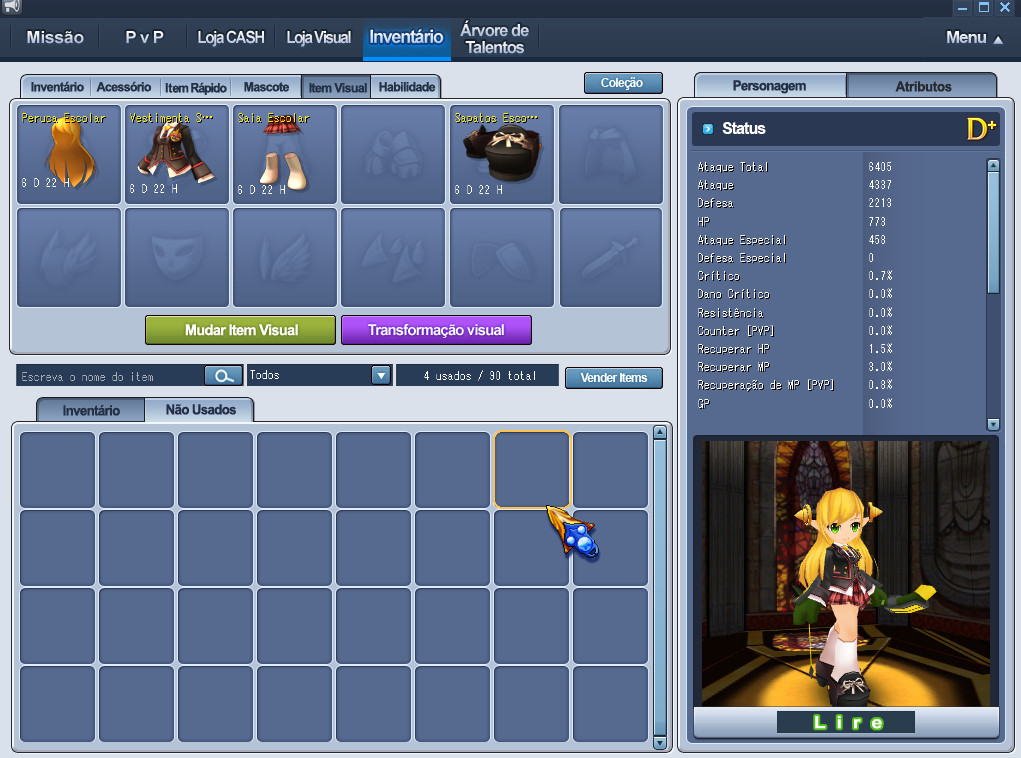 Missão
P v P
Loja CASH
Loja Visual
Inventário
Árvore de
Talentos
Menu
Inventário
Acessório
Item Rápido
Mascote
Item Visual
Habilidade
Coleção
Peruca Escolar
6 D 22 H
Vestimenta S…
6 D 22 H
Saia Escolar
6 D 22 H
Sapatos Esco…
6 D 22 H
Mudar Item Visual
Transformação visual
Escreva o nome do item
Todos
4 usados / 90 total
Vender Items
Inventário
Não Usados
Personagem
Atributos
Status
D+
Ataque Total 6405
Ataque 4337
Defesa 2213
HP 773
Ataque Especial 458
Defesa Especial 0
Crítico 0.7%
Dano Crítico 0.0%
Resistência 0.0%
Counter [PVP] 0.0%
Recuperar HP 1.5%
Recuperar MP 3.0%
Recuperação de MP [PVP] 0.8%
GP 0.0%
Lire